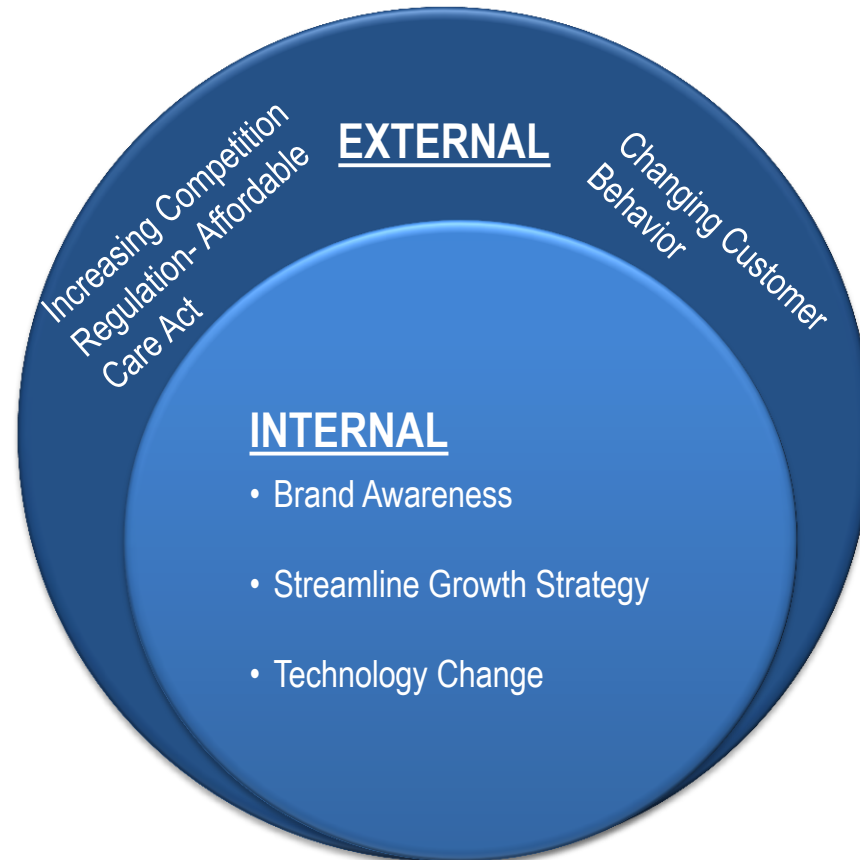 EXTERNAL
Increasing Competition
Regulation- Affordable
Care Act
Changing Customer
Behavior
INTERNAL
• Brand Awareness
• Streamline Growth Strategy
• Technology Change